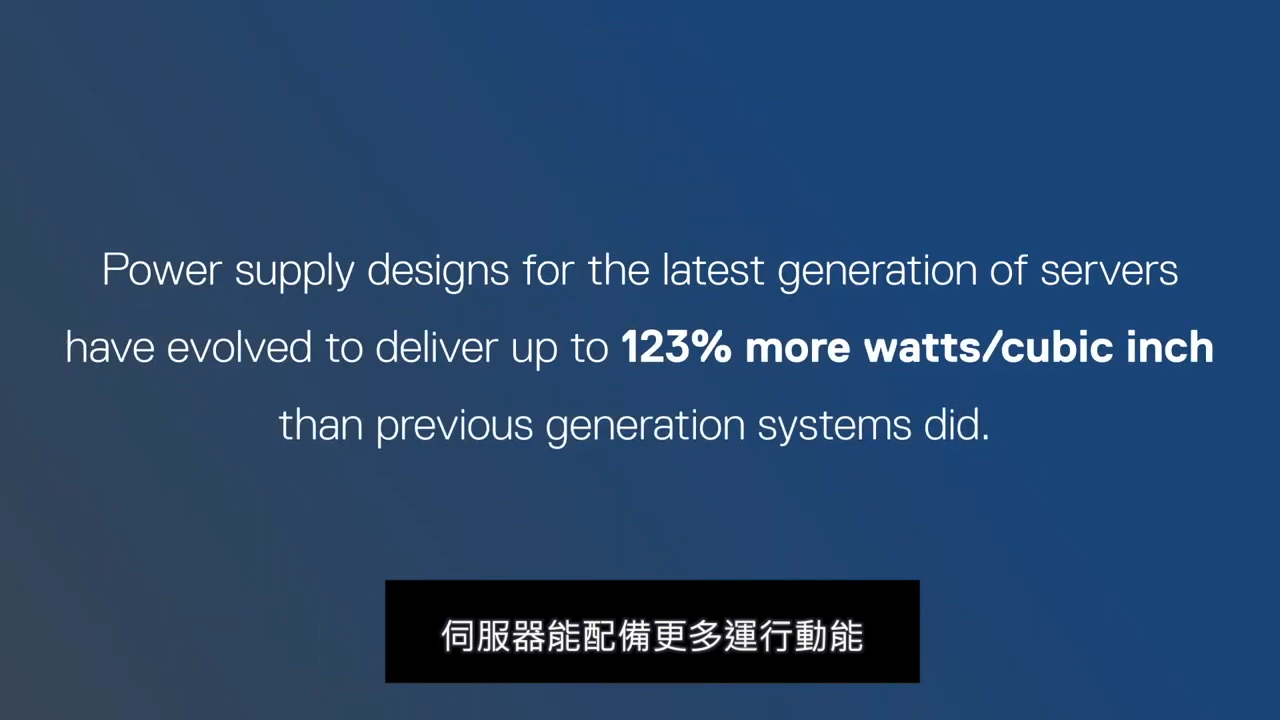 Power supply designs for the latest generation of servers
have evolved to deliver up to 123% more watts/cubic inch
than previous generation systems did.
伺服器能配備更多運行動能